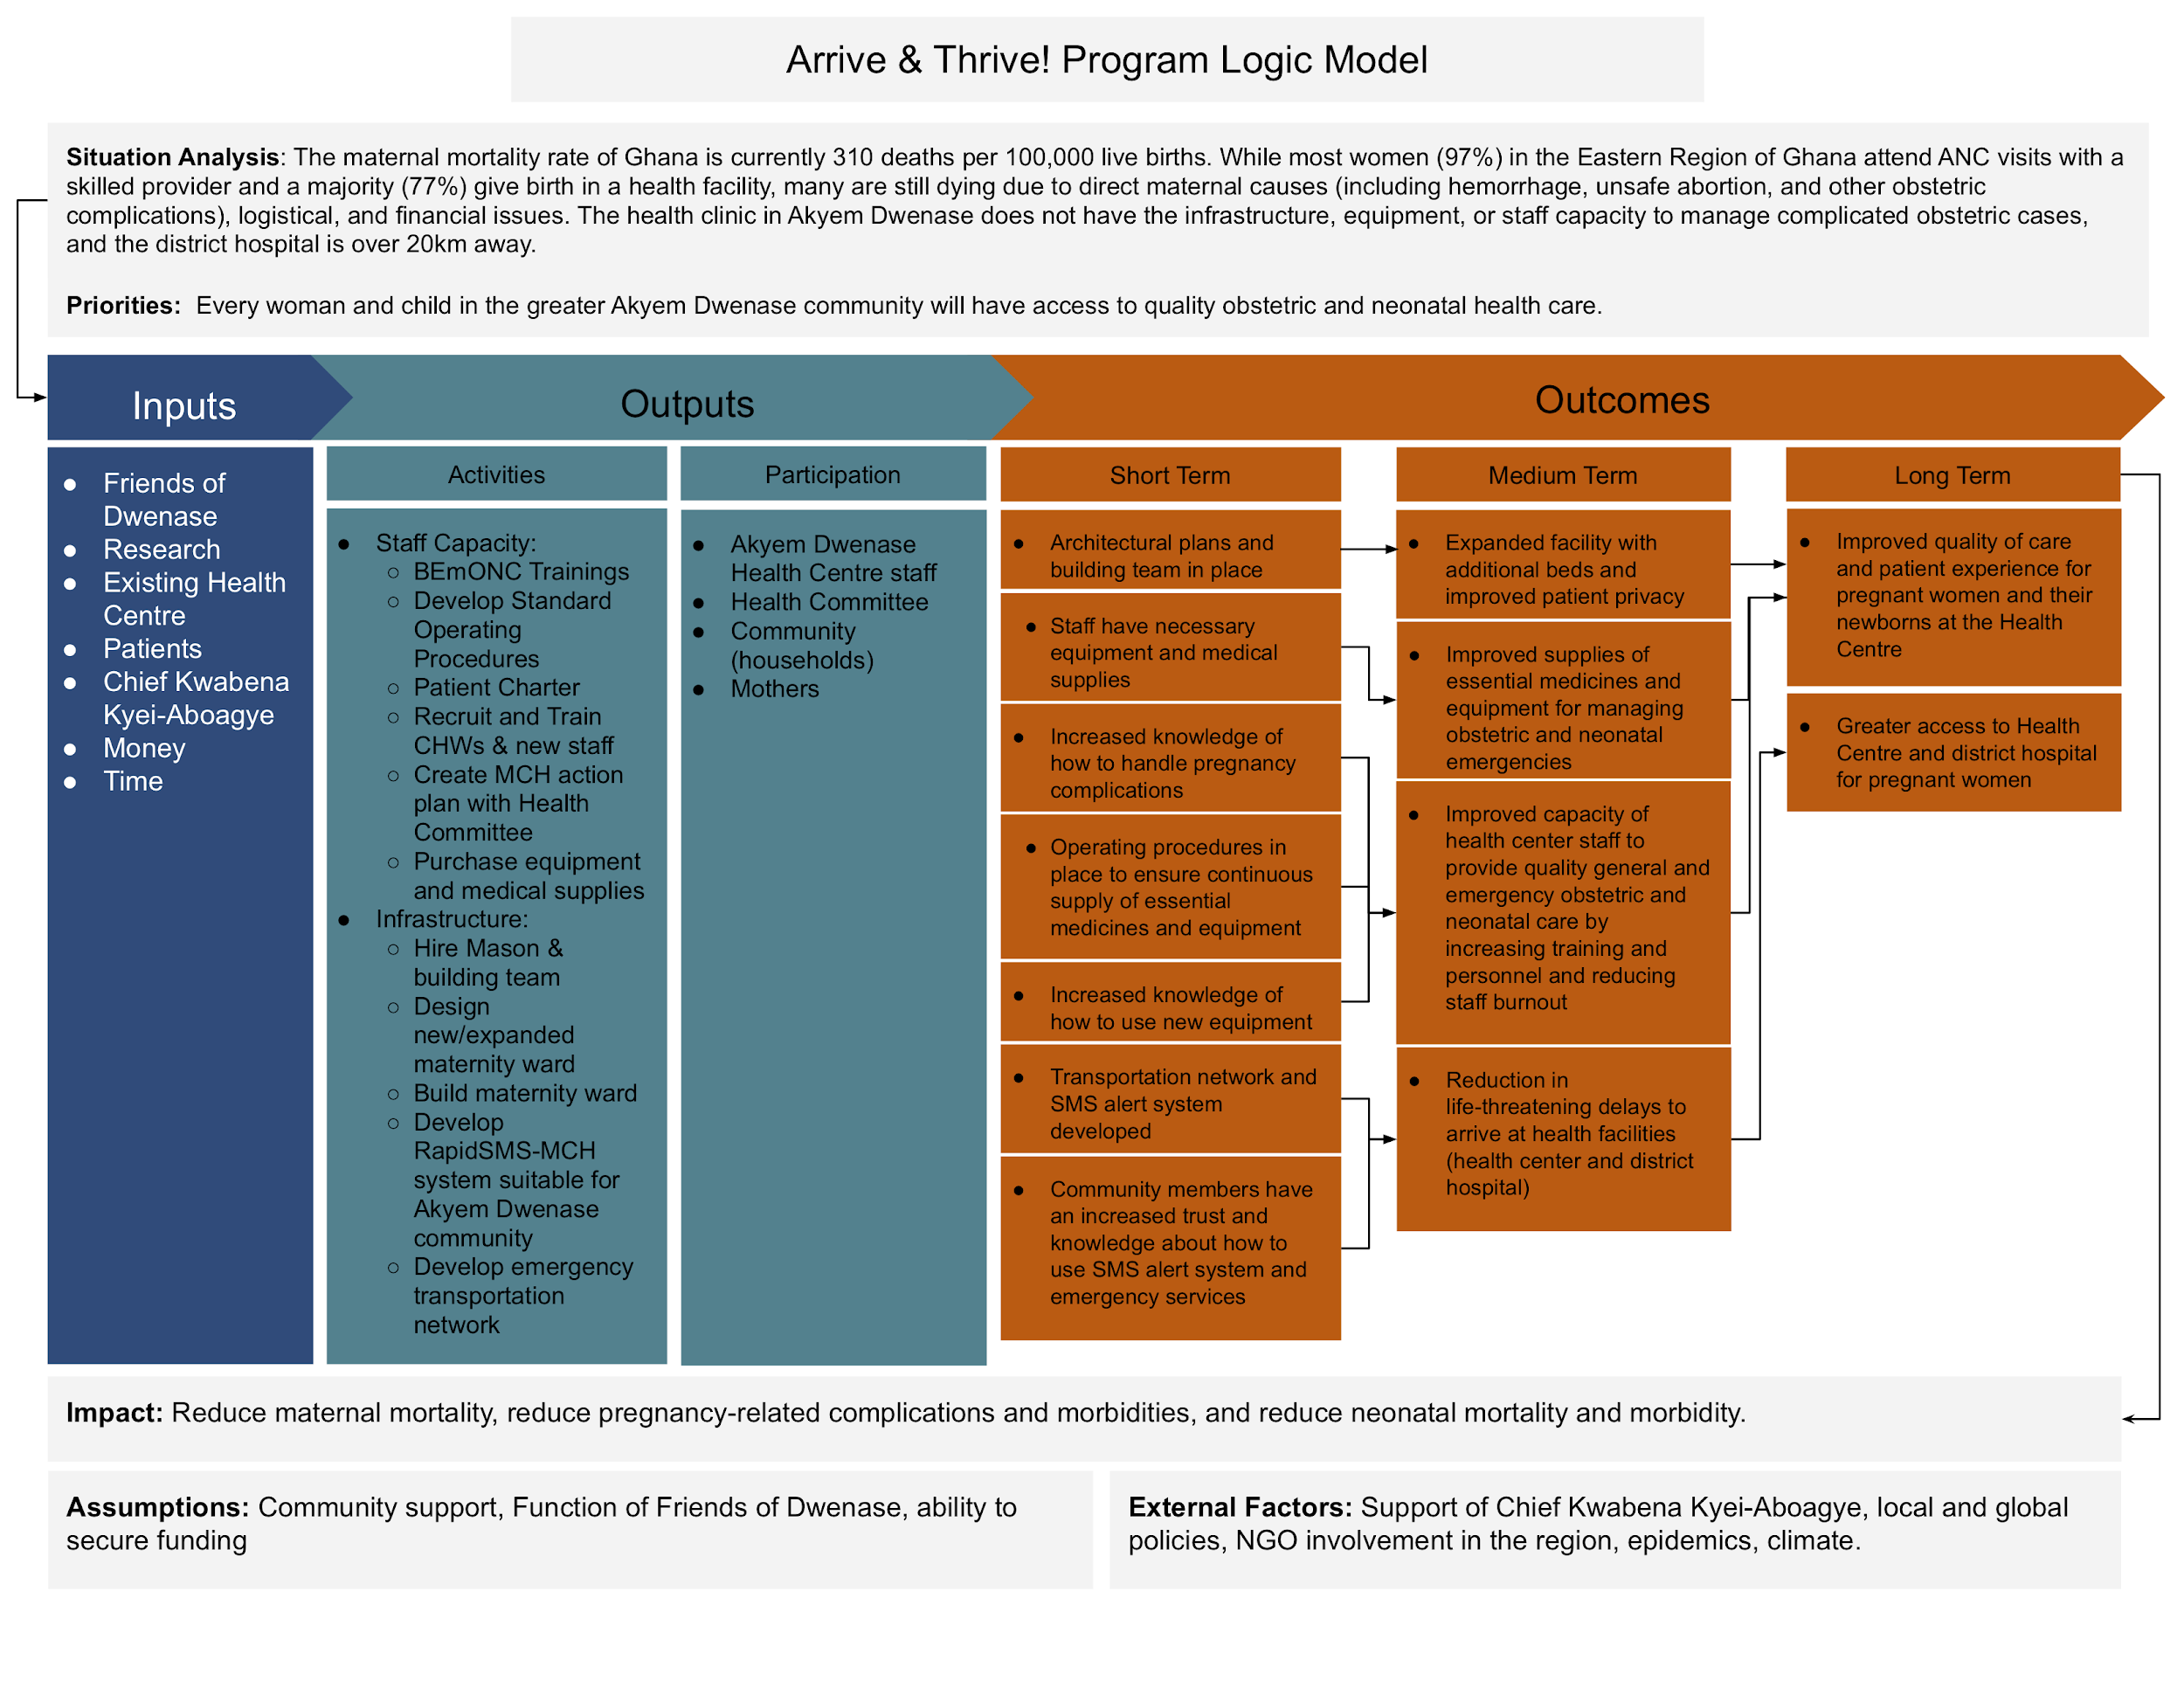 Arrive & Thrive! Program Logic Model
Situation Analysis: The maternal mortality rate of Ghana is currently 310 deaths per 100,000 live births. While most women (97%) in the Eastern Region of Ghana attend ANC visits with a
skilled provider and a majority (77%) give birth in a health facility, many are still dying due to direct maternal causes (including hemorrhage, unsafe abortion, and other obstetric
complications), logistical, and financial issues. The health clinic in Akyem Dwenase does not have the infrastructure, equipment, or staff capacity to manage complicated obstetric cases,
and the district hospital is over 20km away.
Priorities: Every woman and child in the greater Akyem Dwenase community will have access to quality obstetric and neonatal health care.
Inputs
Outputs
Outcomes
● Friends of
Dwenase
● Research
● Existing Health
Centre
● Patients
● Chief Kwabena
Kyei-Aboagye
● Money
● Time
Activities
● Staff Capacity:
○ BEmONC Trainings
○ Develop Standard
Operating
Procedures
○ Patient Charter
○ Recruit and Train
CHWs & new staff
○ Create MCH action
plan with Health
Committee
○ Purchase equipment
and medical supplies
● Infrastructure:
○ Hire Mason &
building team
○ Design
new/expanded
maternity ward
○ Build maternity ward
○ Develop
RapidSMS-MCH
system suitable for
Akyem Dwenase
community
○ Develop emergency
transportation
network
Participation
● Akyem Dwenase
Health Centre staff
● Health Committee
● Community
(households)
● Mothers
Short Term
● Architectural plans and
building team in place
● Staff have necessary
equipment and medical
supplies
● Increased knowledge of
how to handle pregnancy
complications
● Operating procedures in
place to ensure continuous
supply of essential
medicines and equipment
● Increased knowledge of
how to use new equipment
● Transportation network and
SMS alert system
developed
● Community members have
an increased trust and
knowledge about how to
use SMS alert system and
emergency services
Medium Term
● Expanded facility with
additional beds and
improved patient privacy
● Improved supplies of
essential medicines and
equipment for managing
obstetric and neonatal
emergencies
● Improved capacity of
health center staff to
provide quality general and
emergency obstetric and
neonatal care by
increasing training and
personnel and reducing
staff burnout
● Reduction in
life-threatening delays to
arrive at health facilities
(health center and district
hospital)
Long Term
● Improved quality of care
and patient experience for
pregnant women and their
newborns at the Health
Centre
● Greater access to Health
Centre and district hospital
for pregnant women
Impact: Reduce maternal mortality, reduce pregnancy-related complications and morbidities, and reduce neonatal mortality and morbidity.
Assumptions: Community support, Function of Friends of Dwenase, ability to
secure funding
External Factors: Support of Chief Kwabena Kyei-Aboagye, local and global
policies, NGO involvement in the region, epidemics, climate.